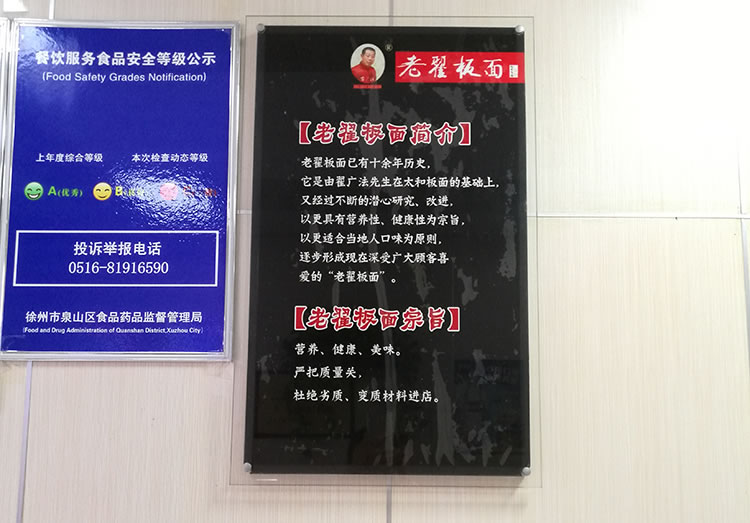 餐饮服务食品安全等级公示
(Food Safety Grades Notification)
上年度综合等级 本次检查动态等级
A(优秀) B
投诉举报电话
0516-81916590
徐州市泉山区食品药品监督管理局
(Food and Drug Administration of Quanshan District,Xuzhou City)
®
老翟板面
【老翟板面简介】
老翟板面已有十余年历史，
它是由翟广法先生在太和板面的基础上，
又经过不断的潜心研究、改进，
以更具有营养性、健康性为宗旨，
以更适合当地人口味为原则，
逐步形成现在深受广大顾客喜
爱的“老翟板面”。
【老翟板面宗旨】
营养、健康、美味。
严把质量关，
杜绝劣质、变质材料进店。